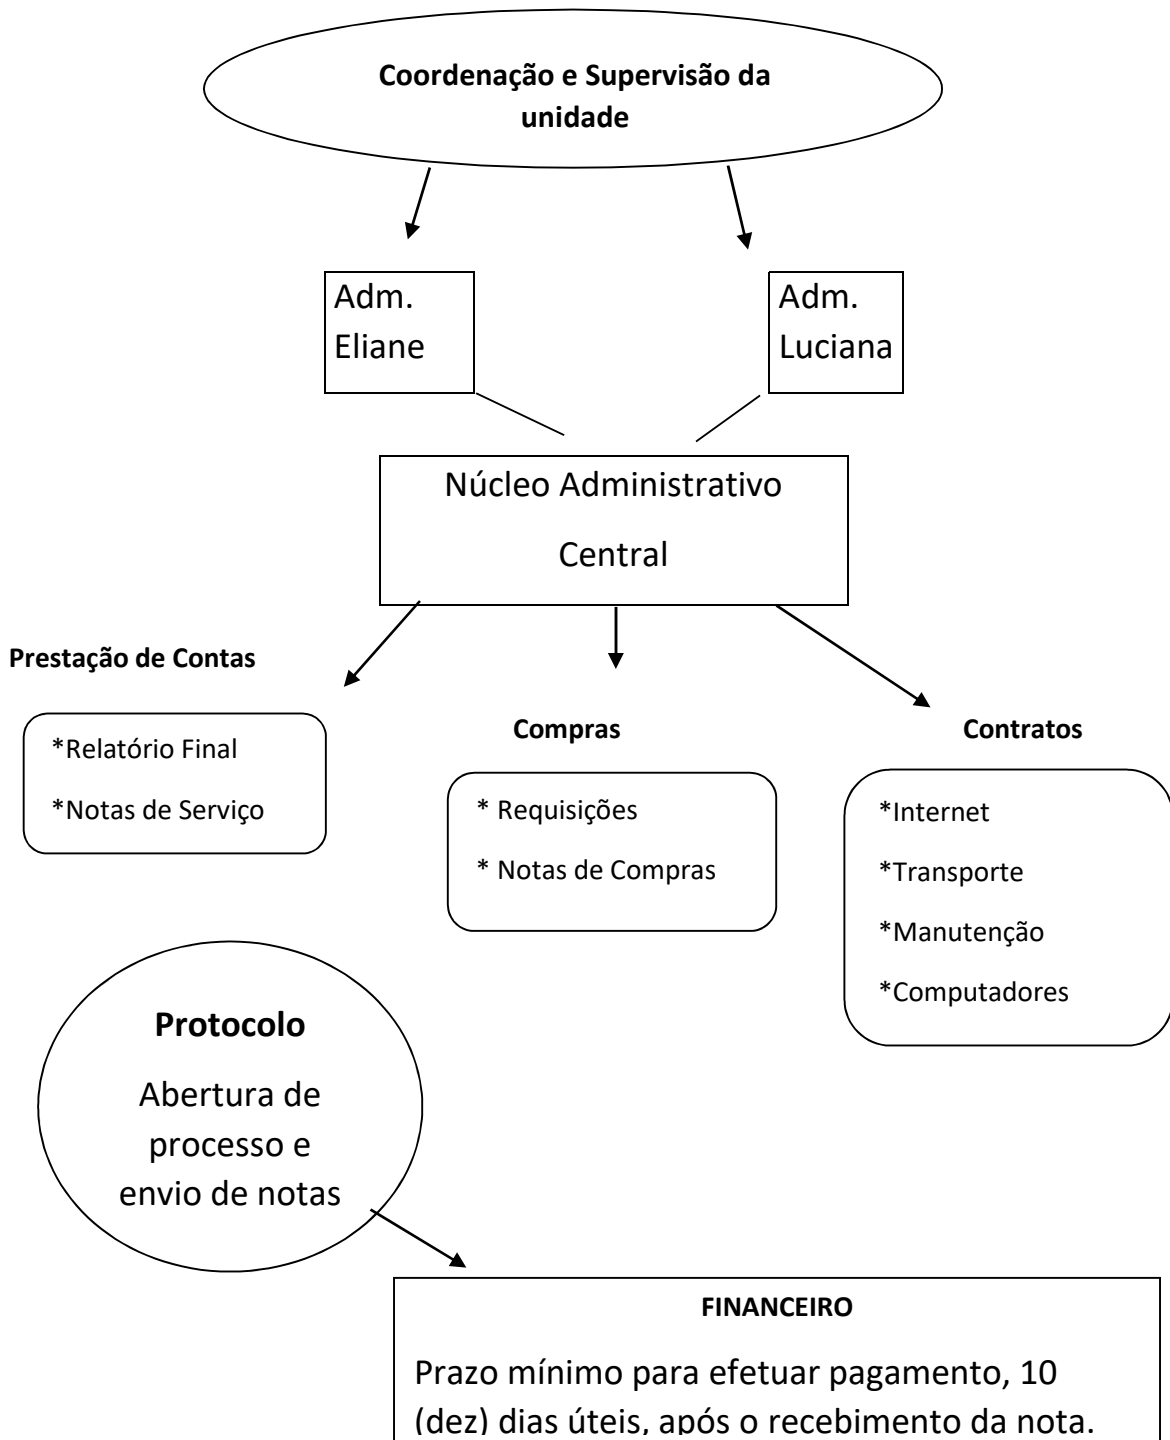 Coordenação e Supervisão da
unidade
Adm.
Eliane
Adm.
Luciana
Núcleo Administrativo
Central
Prestação de Contas
*Relatório Final
*Notas de Serviço
Compras
* Requisições
* Notas de Compras
Contratos
*Internet
*Transporte
*Manutenção
*Computadores
Protocolo
Abertura de
processo e
envio de notas
FINANCEIRO
Prazo mínimo para efetuar pagamento, 10
(dez) dias úteis, após o recebimento da nota.